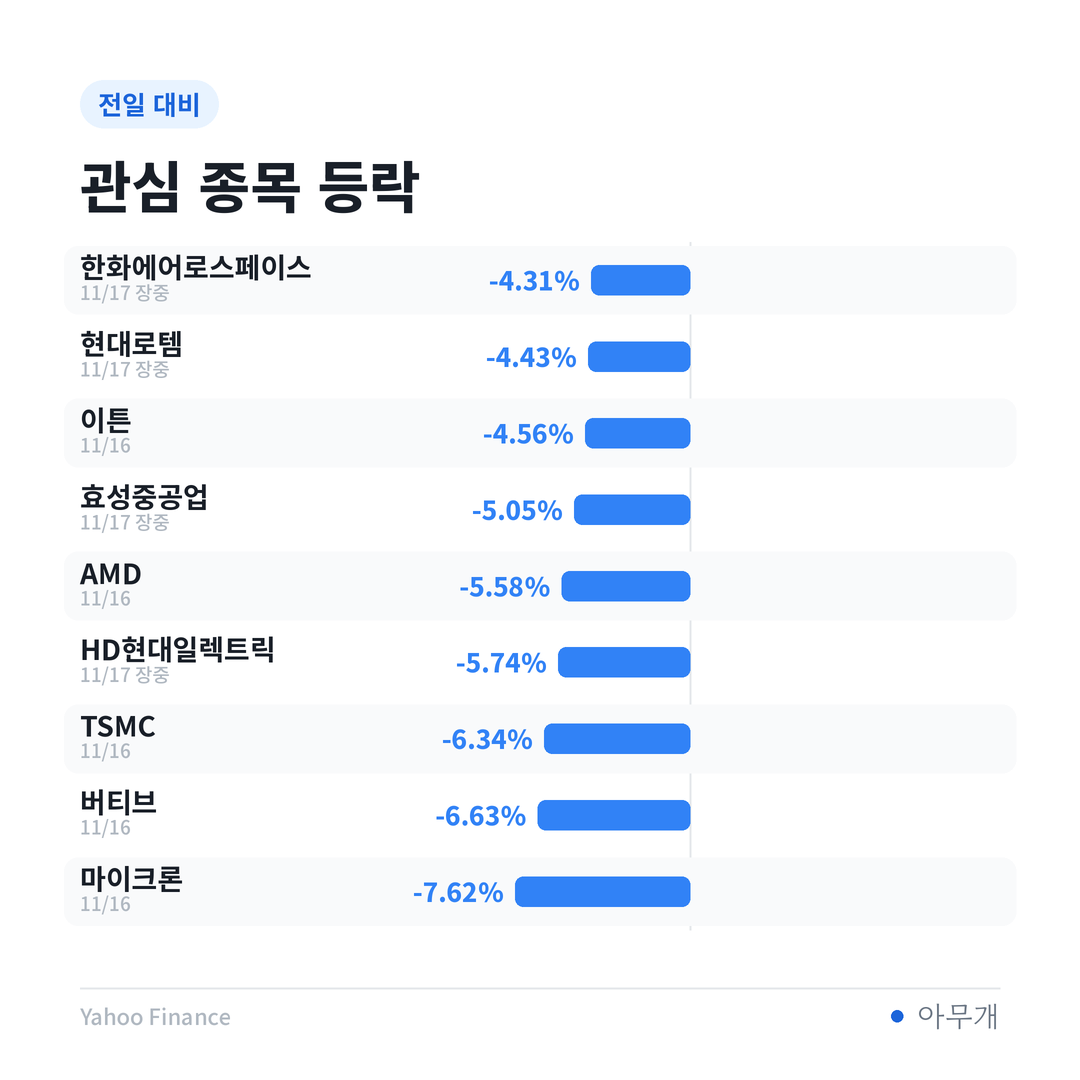 전일 대비
관심 종목 등락
한화에어로스페이스
11/17 장중
-4.31%
현대로템
11/17 장중
-4.43%
이튼
11/16
-4.56%
효성중공업
11/17 장중
-5.05%
AMD
11/16
-5.58%
HD현대일렉트릭
11/17 장중
-5.74%
TSMC
11/16
-6.34%
버티브
11/16
-6.63%
마이크론
11/16
-7.62%
Yahoo Finance
아무개